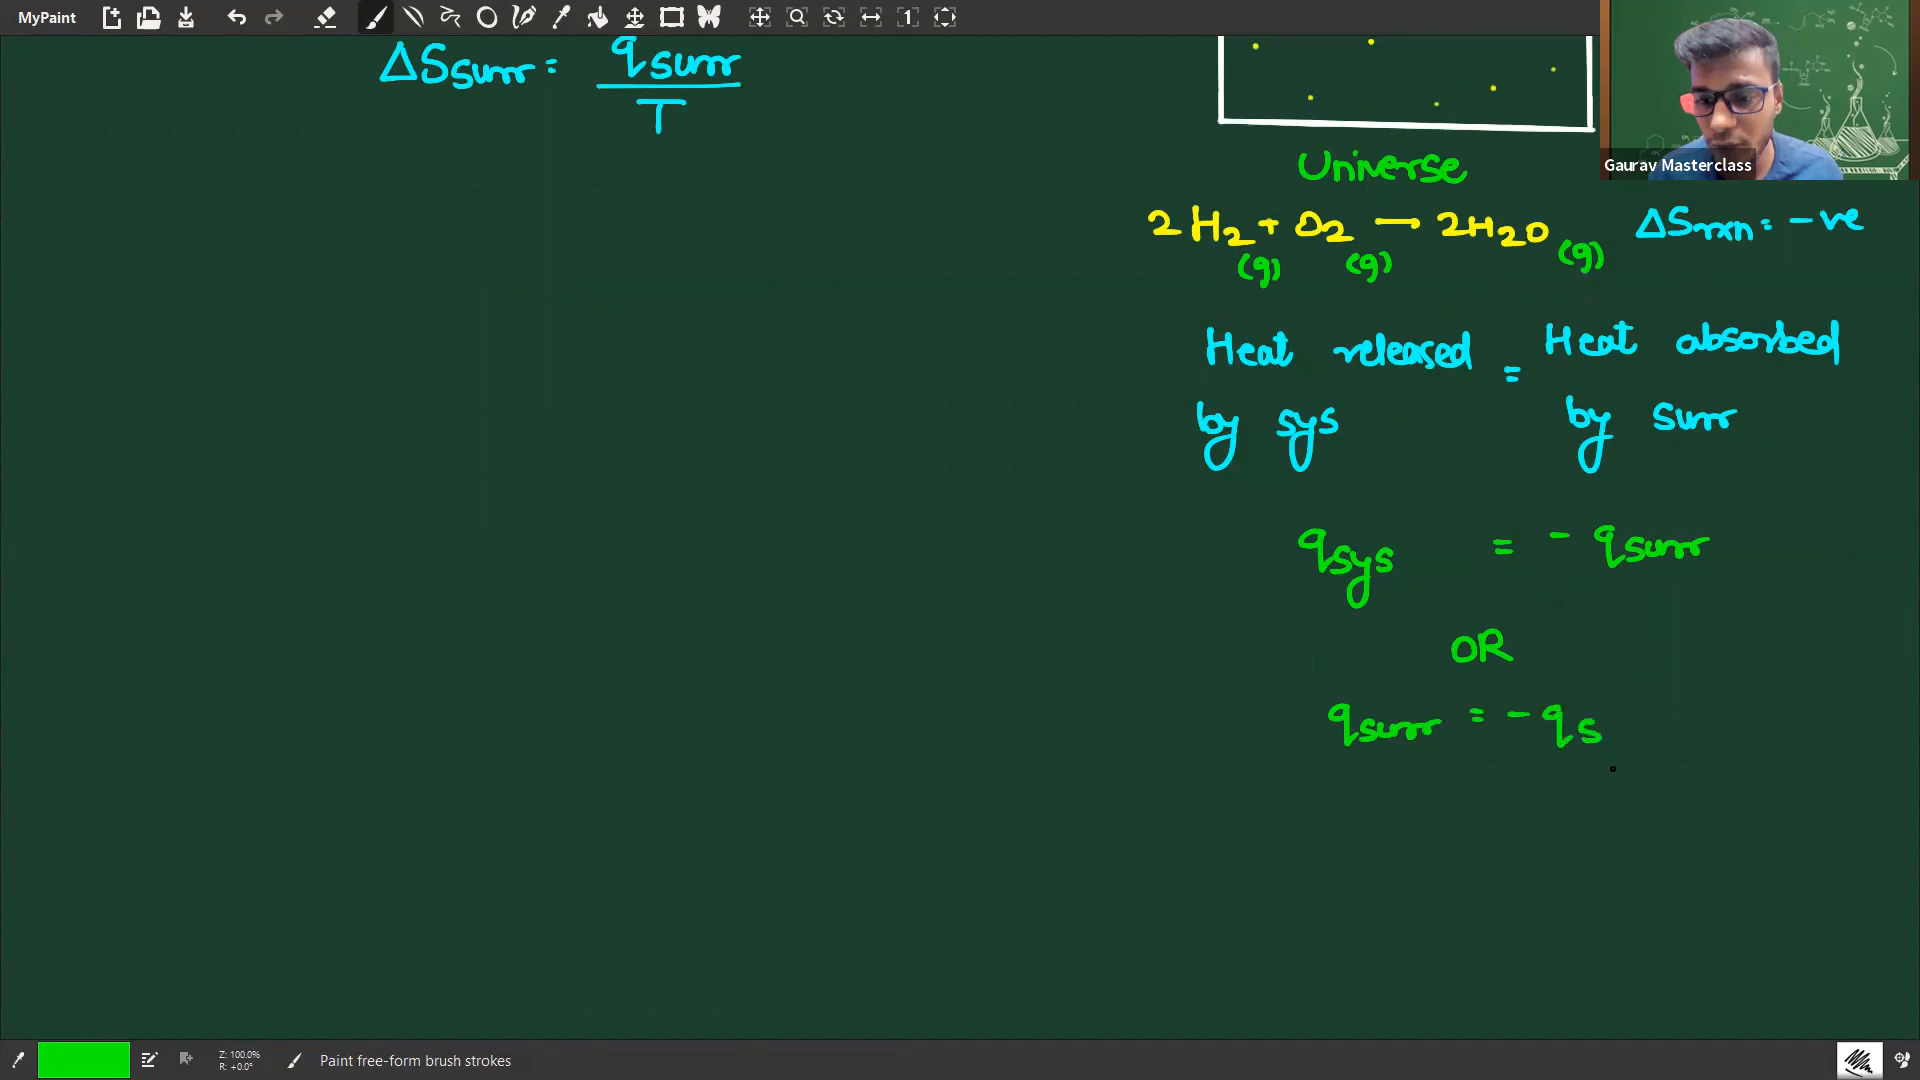 MyPaint
ΔSsurr = qsurr
T
Gaurav Masterclass
Universe
2H2 + O2 → 2H2O ΔSrxn = -ve
(g) (g) (g)
Heat released = Heat absorbed
by sys by surr
qsys = - qsurr
OR
qsurr = - qs
Z: 100.0%
R: +0.0°
Paint free-form brush strokes